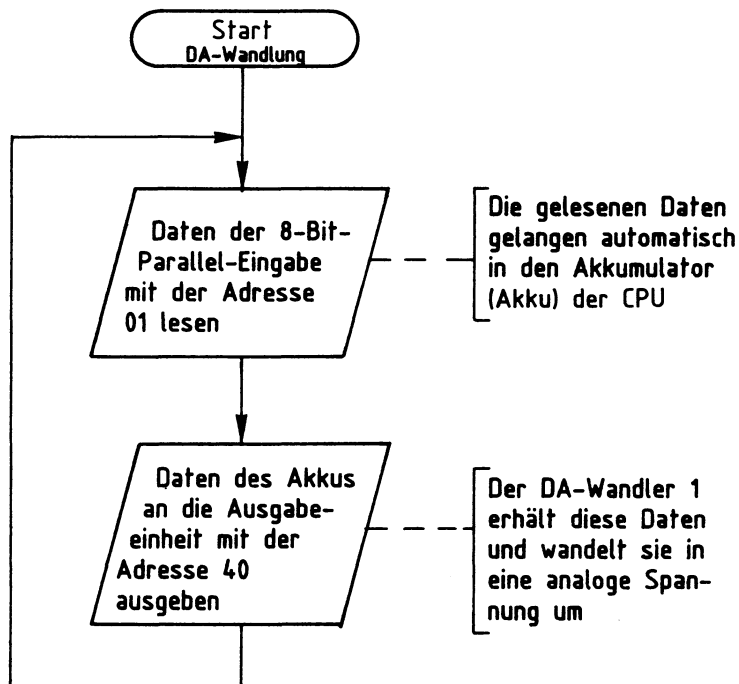 Start
DA-Wandlung
Daten der 8-Bit-
Parallel-Eingabe
mit der Adresse
01 lesen
Die gelesenen Daten
gelangen automatisch
in den Akkumulator
(Akku) der CPU
Daten des Akkus
an die Ausgabe-
einheit mit der
Adresse 40
ausgeben
Der DA-Wandler 1
erhält diese Daten
und wandelt sie in
eine analoge Span-
nung um